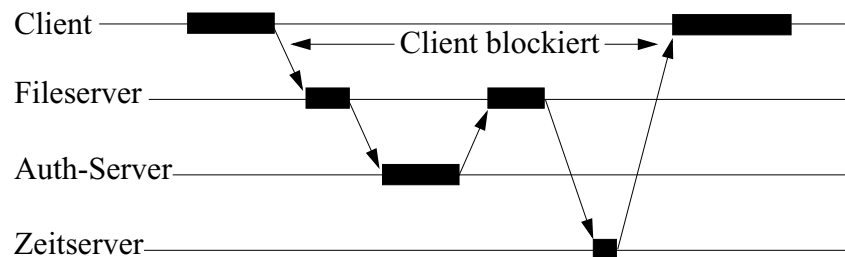 Client
Client blockiert
Fileserver
Auth-Server
Zeitserver